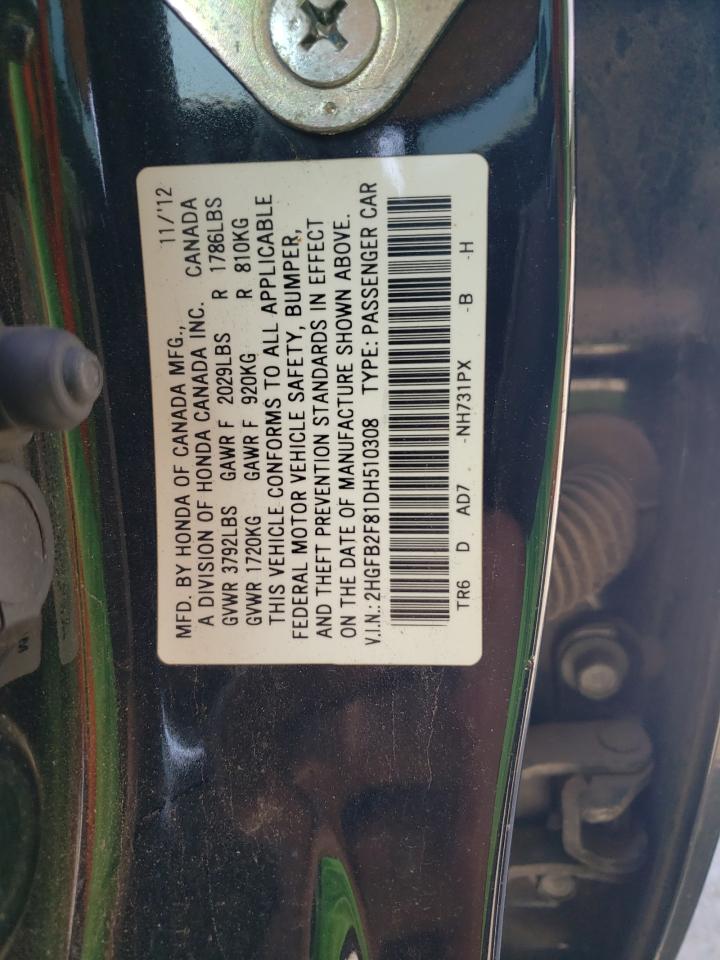 MFD. BY HONDA OF CANADA MFG., 11/'12
A DIVISION OF HONDA CANADA INC. CANADA
GVWR 3792LBS GAWR F 2029LBS R 1786LBS
GVWR 1720KG GAWR F 920KG R 810KG
THIS VEHICLE CONFORMS TO ALL APPLICABLE
FEDERAL MOTOR VEHICLE SAFETY, BUMPER,
AND THEFT PREVENTION STANDARDS IN EFFECT
ON THE DATE OF MANUFACTURE SHOWN ABOVE.
V.I.N.: 2HGFB2F81DH510308 TYPE: PASSENGER CAR
TR6 D AD7 -NH731PX -B -H